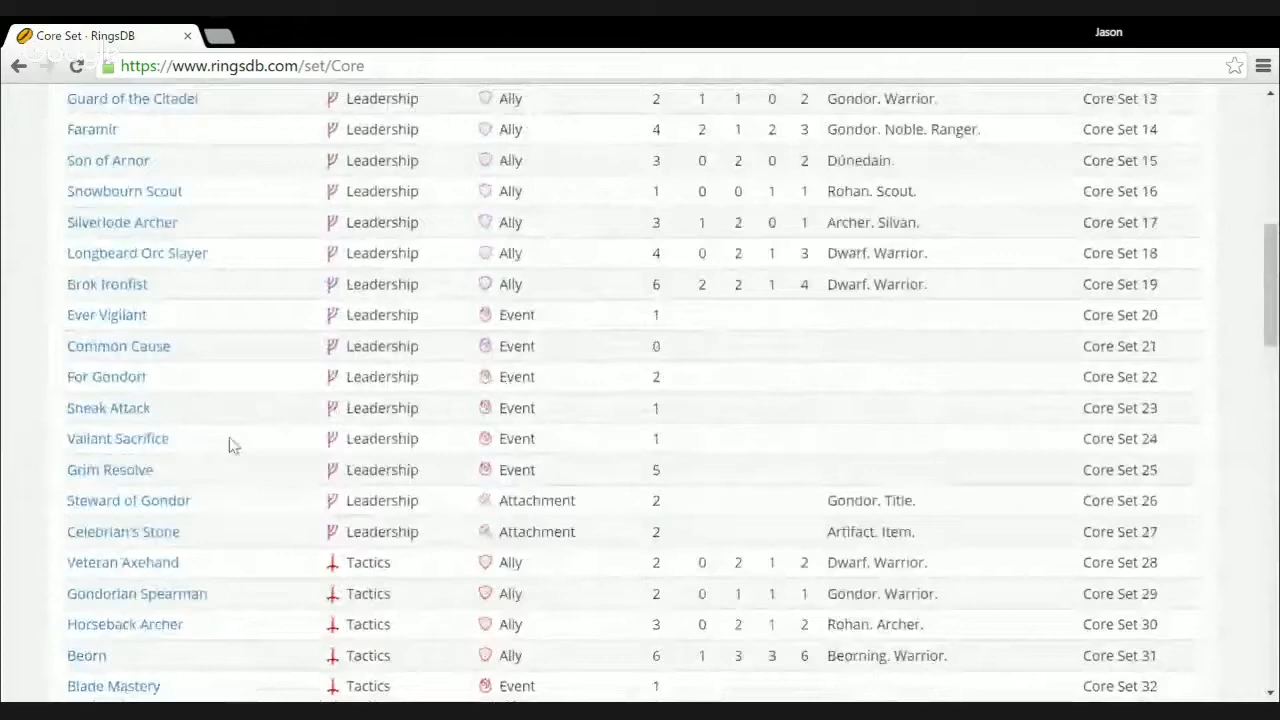 Core Set · RingsDB
Jason
https://www.ringsdb.com/set/Core
Guard of the Citadel Leadership Ally 2 1 1 0 2 Gondor. Warrior. Core Set 13
Faramir Leadership Ally 4 2 1 2 3 Gondor. Noble. Ranger. Core Set 14
Son of Arnor Leadership Ally 3 0 2 0 2 Dúnedain. Core Set 15
Snowbourn Scout Leadership Ally 1 0 0 1 1 Rohan. Scout. Core Set 16
Silverlode Archer Leadership Ally 3 1 2 0 1 Archer. Silvan. Core Set 17
Longbeard Orc Slayer Leadership Ally 4 0 2 1 3 Dwarf. Warrior. Core Set 18
Brok Ironfist Leadership Ally 6 2 2 1 4 Dwarf. Warrior. Core Set 19
Ever Vigilant Leadership Event 1 Core Set 20
Common Cause Leadership Event 0 Core Set 21
For Gondor! Leadership Event 2 Core Set 22
Sneak Attack Leadership Event 1 Core Set 23
Valiant Sacrifice Leadership Event 1 Core Set 24
Grim Resolve Leadership Event 5 Core Set 25
Steward of Gondor Leadership Attachment 2 Gondor. Title. Core Set 26
Celebrían's Stone Leadership Attachment 2 Artifact. Item. Core Set 27
Veteran Axehand Tactics Ally 2 0 2 1 2 Dwarf. Warrior. Core Set 28
Gondorian Spearman Tactics Ally 2 0 1 1 1 Gondor. Warrior. Core Set 29
Horseback Archer Tactics Ally 3 0 2 1 2 Rohan. Archer. Core Set 30
Beorn Tactics Ally 6 1 3 3 6 Beorning. Warrior. Core Set 31
Blade Mastery Tactics Event 1 Core Set 32